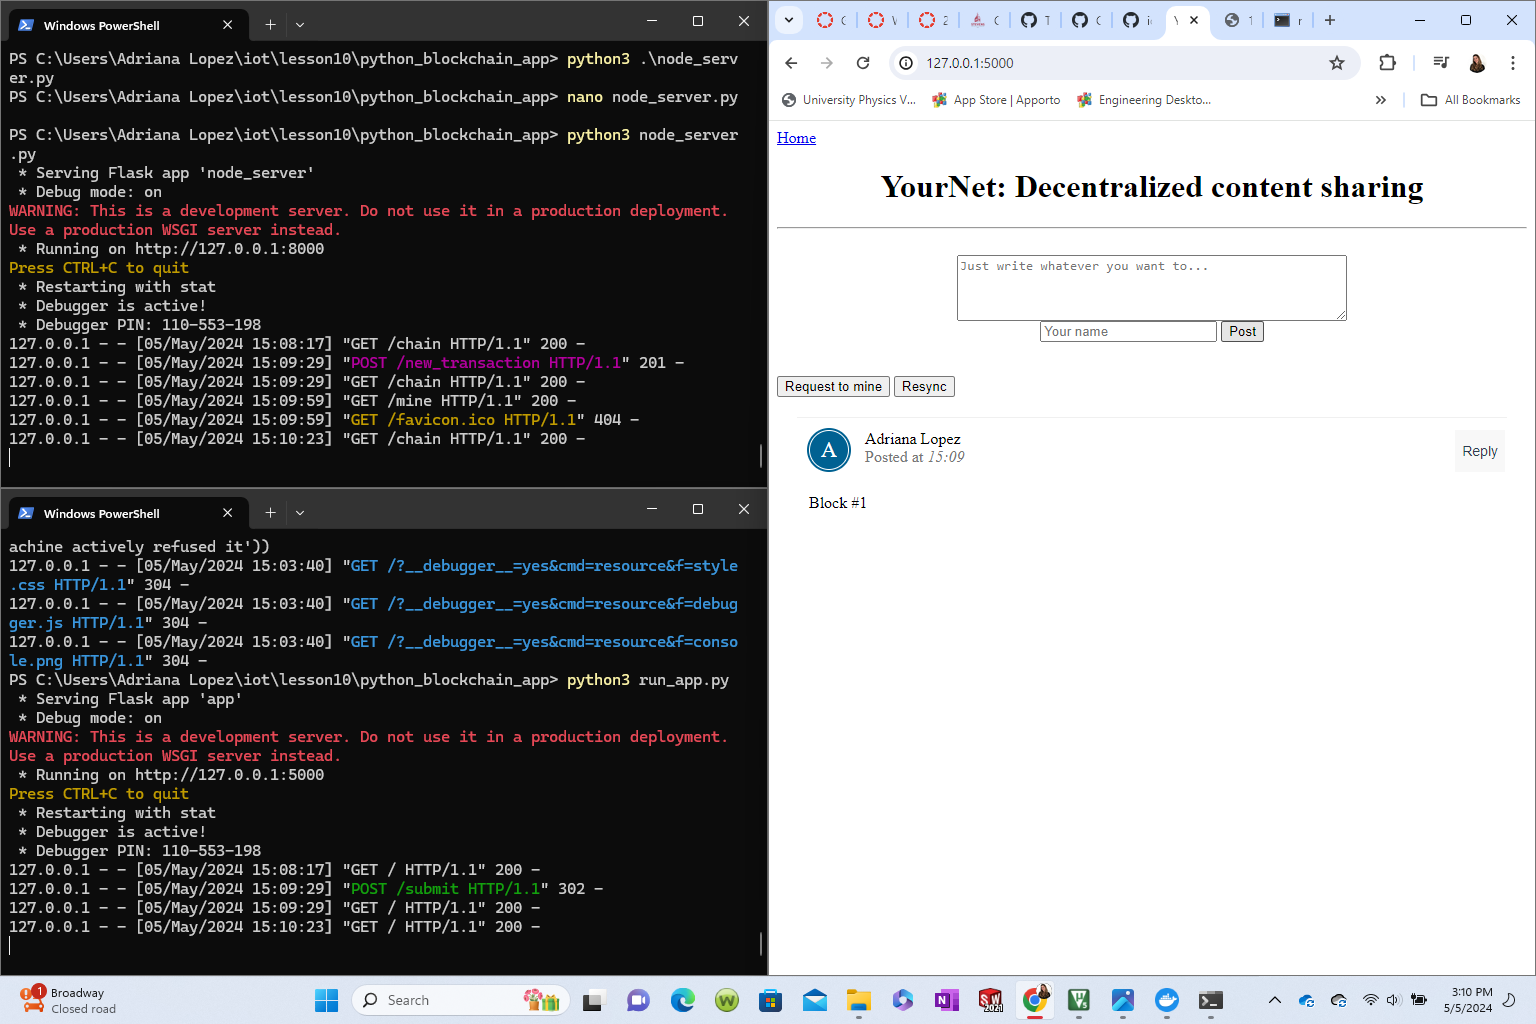 Windows PowerShell
PS C:\Users\Adriana Lopez\iot\lesson10\python_blockchain_app> python3 .\node_serv
er.py
PS C:\Users\Adriana Lopez\iot\lesson10\python_blockchain_app> nano node_server.py
PS C:\Users\Adriana Lopez\iot\lesson10\python_blockchain_app> python3 node_server
.py
 * Serving Flask app 'node_server'
 * Debug mode: on
WARNING: This is a development server. Do not use it in a production deployment.
Use a production WSGI server instead.
 * Running on http://127.0.0.1:8000
Press CTRL+C to quit
 * Restarting with stat
 * Debugger is active!
 * Debugger PIN: 110-553-198
127.0.0.1 - - [05/May/2024 15:08:17] "GET /chain HTTP/1.1" 200 -
127.0.0.1 - - [05/May/2024 15:09:29] "POST /new_transaction HTTP/1.1" 201 -
127.0.0.1 - - [05/May/2024 15:09:29] "GET /chain HTTP/1.1" 200 -
127.0.0.1 - - [05/May/2024 15:09:59] "GET /mine HTTP/1.1" 200 -
127.0.0.1 - - [05/May/2024 15:09:59] "GET /favicon.ico HTTP/1.1" 404 -
127.0.0.1 - - [05/May/2024 15:10:23] "GET /chain HTTP/1.1" 200 -
Windows PowerShell
achine actively refused it'))
127.0.0.1 - - [05/May/2024 15:03:40] "GET /?__debugger__=yes&cmd=resource&f=style
.css HTTP/1.1" 304 -
127.0.0.1 - - [05/May/2024 15:03:40] "GET /?__debugger__=yes&cmd=resource&f=debug
ger.js HTTP/1.1" 304 -
127.0.0.1 - - [05/May/2024 15:03:40] "GET /?__debugger__=yes&cmd=resource&f=conso
le.png HTTP/1.1" 304 -
PS C:\Users\Adriana Lopez\iot\lesson10\python_blockchain_app> python3 run_app.py
 * Serving Flask app 'app'
 * Debug mode: on
WARNING: This is a development server. Do not use it in a production deployment.
Use a production WSGI server instead.
 * Running on http://127.0.0.1:5000
Press CTRL+C to quit
 * Restarting with stat
 * Debugger is active!
 * Debugger PIN: 110-553-198
127.0.0.1 - - [05/May/2024 15:08:17] "GET / HTTP/1.1" 200 -
127.0.0.1 - - [05/May/2024 15:09:29] "POST /submit HTTP/1.1" 302 -
127.0.0.1 - - [05/May/2024 15:09:29] "GET / HTTP/1.1" 200 -
127.0.0.1 - - [05/May/2024 15:10:23] "GET / HTTP/1.1" 200 -
127.0.0.1:5000
University Physics V... App Store | Apporto Engineering Deskto... » All Bookmarks
Home
YourNet: Decentralized content sharing
Just write whatever you want to...
Your name Post
Request to mine Resync
A
Adriana Lopez
Posted at 15:09
Reply
Block #1
1
Broadway
Closed road
Search
2021
3:10 PM
5/5/2024